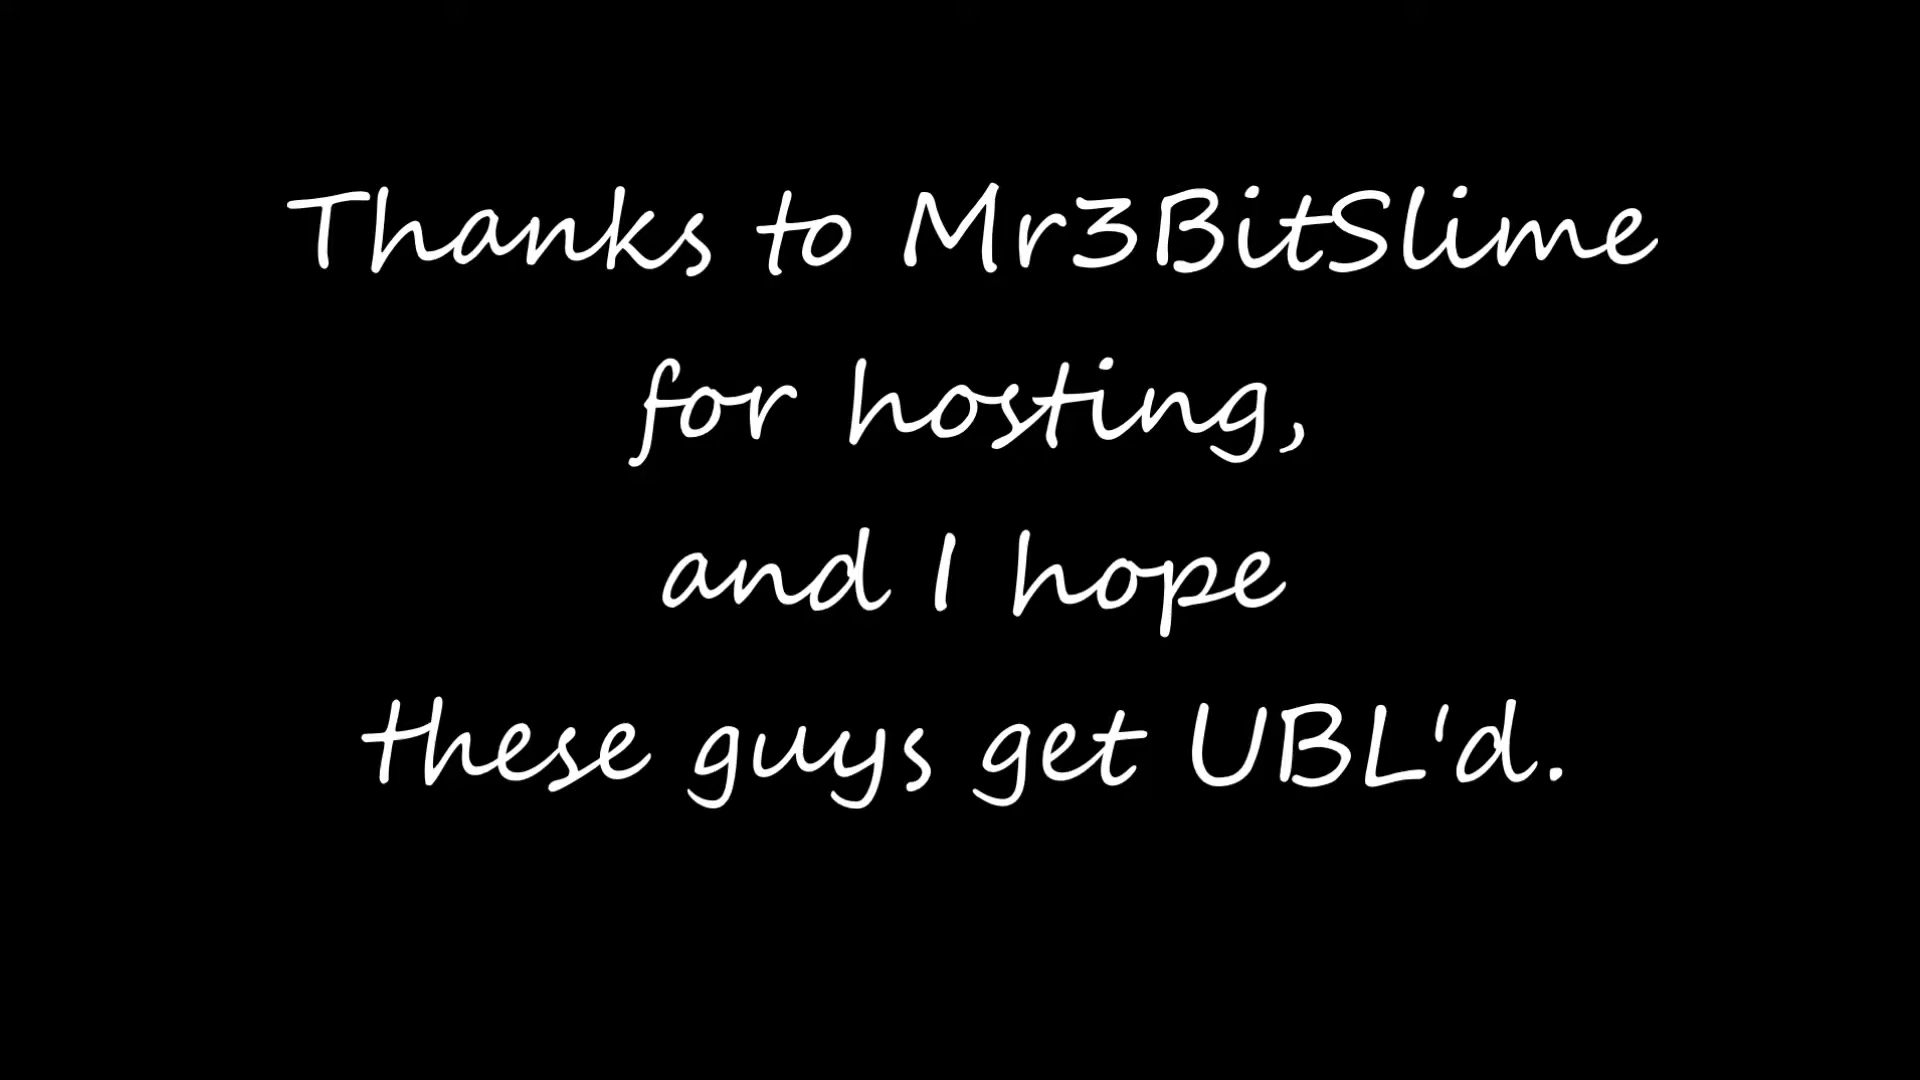 Thanks to Mr3BitSlime
for hosting,
and I hope
these guys get UBL'd.